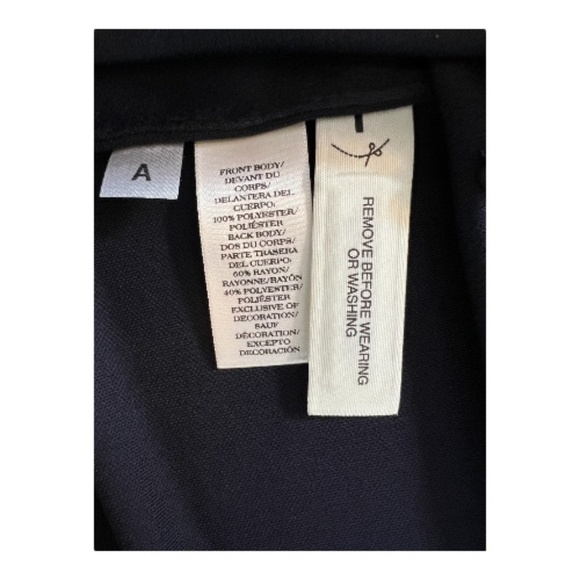 A
FRONT BODY/
DEVANT DU
CORPS/
DELANTERA DEL
CUERPO:
100% POLYESTER/
POLIÉSTER
BACK BODY/
DOS DU CORPS/
PARTE TRASERA
DEL CUERPO:
60% RAYON/
RAYONNE/RAYÓN
40% POLYESTER/
POLIÉSTER
EXCLUSIVE OF
DECORATION/
SAUF
DÉCORATION/
EXCEPTO
DECORACIÓN
REMOVE BEFORE WEARING
OR WASHING